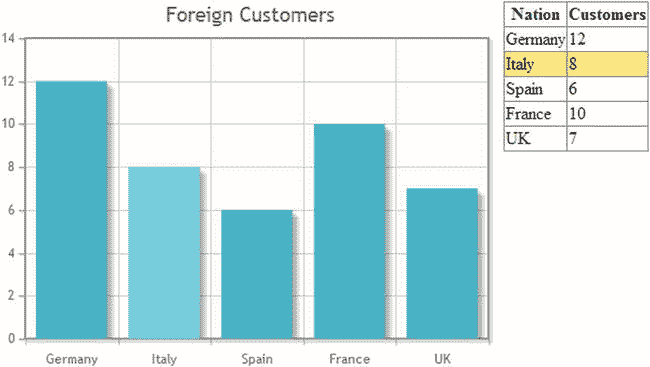 Foreign Customers
14
12
10
8
6
4
2
0
Germany Italy Spain France UK
Nation Customers
Germany 12
Italy 8
Spain 6
France 10
UK 7